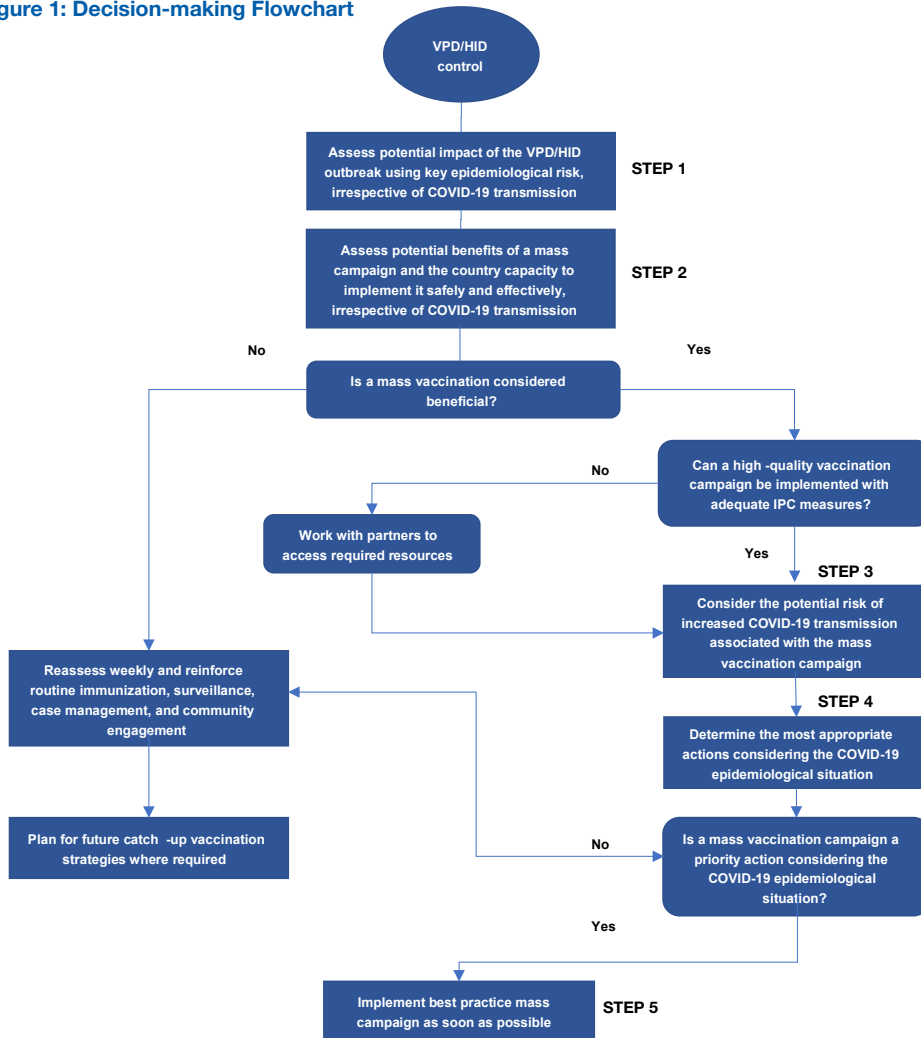 gure 1: Decision-making Flowchart
VPD/HID
control
Assess potential impact of the VPD/HID
outbreak using key epidemiological risk,
irrespective of COVID-19 transmission
STEP 1
Assess potential benefits of a mass
campaign and the country capacity to
implement it safely and effectively,
irrespective of COVID-19 transmission
STEP 2
No
Yes
Is a mass vaccination considered
beneficial?
Can a high -quality vaccination
campaign be implemented with
adequate IPC measures?
No
Work with partners to
access required resources
Yes
STEP 3
Consider the potential risk of
increased COVID-19 transmission
associated with the mass
vaccination campaign
Reassess weekly and reinforce
routine immunization, surveillance,
case management, and community
engagement
STEP 4
Determine the most appropriate
actions considering the COVID-19
epidemiological situation
Plan for future catch -up vaccination
strategies where required
No
Is a mass vaccination campaign a
priority action considering the
COVID-19 epidemiological
situation?
Yes
Implement best practice mass
campaign as soon as possible
STEP 5